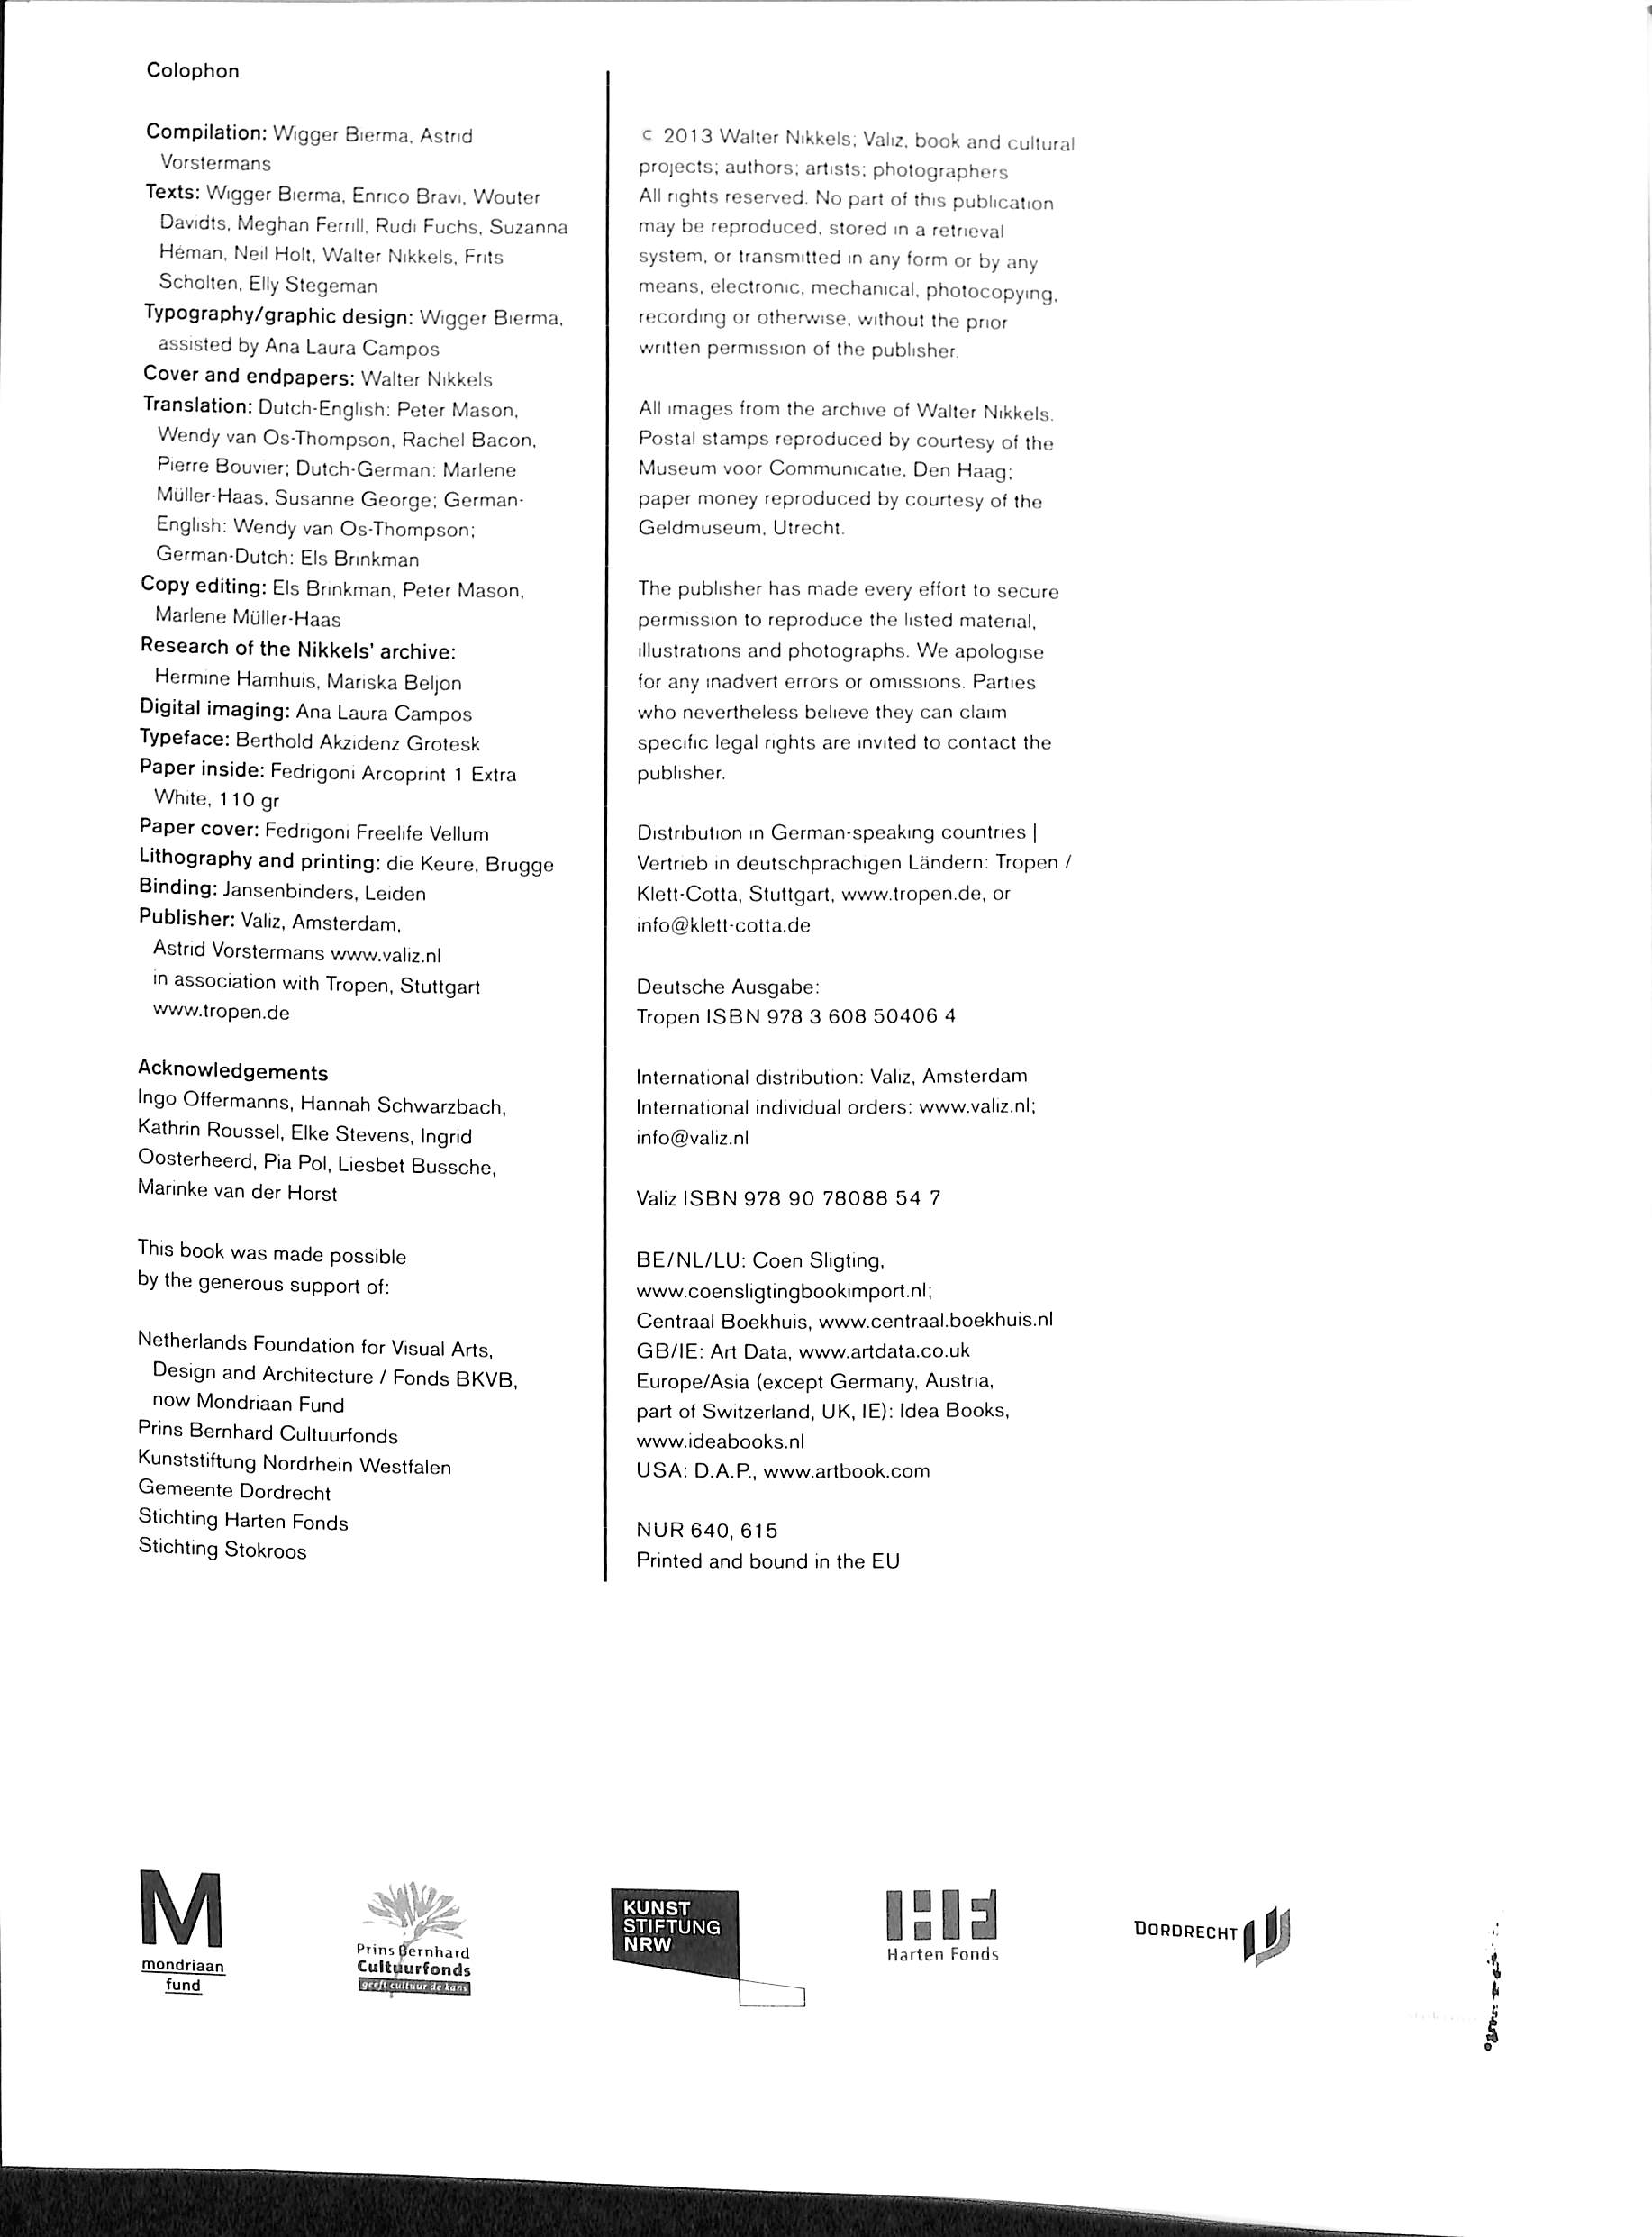 Colophon
Compilation: Wigger Bierma, Astrid
Vorstermans
Texts: Wigger Bierma, Enrico Bravi, Wouter
Davidts, Meghan Ferrill, Rudi Fuchs, Suzanna
Héman, Neil Holt, Walter Nikkels, Frits
Scholten, Elly Stegeman
Typography/graphic design: Wigger Bierma,
assisted by Ana Laura Campos
Cover and endpapers: Walter Nikkels
Translation: Dutch-English: Peter Mason,
Wendy van Os-Thompson, Rachel Bacon,
Pierre Bouvier; Dutch-German: Marlene
Müller-Haas, Susanne George; German-
English: Wendy van Os-Thompson;
German-Dutch: Els Brinkman
Copy editing: Els Brinkman, Peter Mason,
Marlene Müller-Haas
Research of the Nikkels' archive:
Hermine Hamhuis, Mariska Beljon
Digital imaging: Ana Laura Campos
Typeface: Berthold Akzidenz Grotesk
Paper inside: Fedrigoni Arcoprint 1 Extra
White, 110 gr
Paper cover: Fedrigoni Freelife Vellum
Lithography and printing: die Keure, Brugge
Binding: Jansenbinders, Leiden
Publisher: Valiz, Amsterdam,
Astrid Vorstermans www.valiz.nl
in association with Tropen, Stuttgart
www.tropen.de
Acknowledgements
Ingo Offermanns, Hannah Schwarzbach,
Kathrin Roussel, Elke Stevens, Ingrid
Oosterheerd, Pia Pol, Liesbet Bussche,
Marinke van der Horst
This book was made possible
by the generous support of:
Netherlands Foundation for Visual Arts,
Design and Architecture / Fonds BKVB,
now Mondriaan Fund
Prins Bernhard Cultuurfonds
Kunststiftung Nordrhein Westfalen
Gemeente Dordrecht
Stichting Harten Fonds
Stichting Stokroos
c 2013 Walter Nikkels; Valiz, book and cultural
projects; authors; artists; photographers
All rights reserved. No part of this publication
may be reproduced, stored in a retrieval
system, or transmitted in any form or by any
means, electronic, mechanical, photocopying,
recording or otherwise, without the prior
written permission of the publisher.
All images from the archive of Walter Nikkels.
Postal stamps reproduced by courtesy of the
Museum voor Communicatie, Den Haag;
paper money reproduced by courtesy of the
Geldmuseum, Utrecht.
The publisher has made every effort to secure
permission to reproduce the listed material,
illustrations and photographs. We apologise
for any inadvert errors or omissions. Parties
who nevertheless believe they can claim
specific legal rights are invited to contact the
publisher.
Distribution in German-speaking countries |
Vertrieb in deutschprachigen Ländern: Tropen /
Klett-Cotta, Stuttgart, www.tropen.de, or
info@klett-cotta.de
Deutsche Ausgabe:
Tropen ISBN 978 3 608 50406 4
International distribution: Valiz, Amsterdam
International individual orders: www.valiz.nl;
info@valiz.nl
Valiz ISBN 978 90 78088 54 7
BE/NL/LU: Coen Sligting,
www.coensligtingbookimport.nl;
Centraal Boekhuis, www.centraal.boekhuis.nl
GB/IE: Art Data, www.artdata.co.uk
Europe/Asia (except Germany, Austria,
part of Switzerland, UK, IE): Idea Books,
www.ideabooks.nl
USA: D.A.P., www.artbook.com
NUR 640, 615
Printed and bound in the EU
M
mondriaan
fund
Prins Bernhard
Cultuurfonds
geeft cultuur de kans
KUNST
STIFTUNG
NRW
HF
Harten Fonds
DORDRECHT